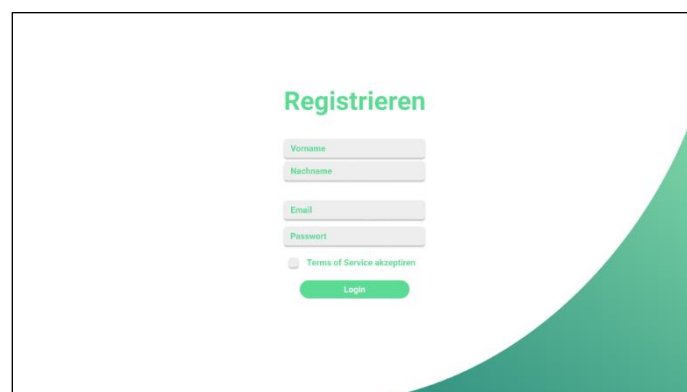 Registrieren
Vorname
Nachname
Email
Passwort
Terms of Service akzeptiren
Login